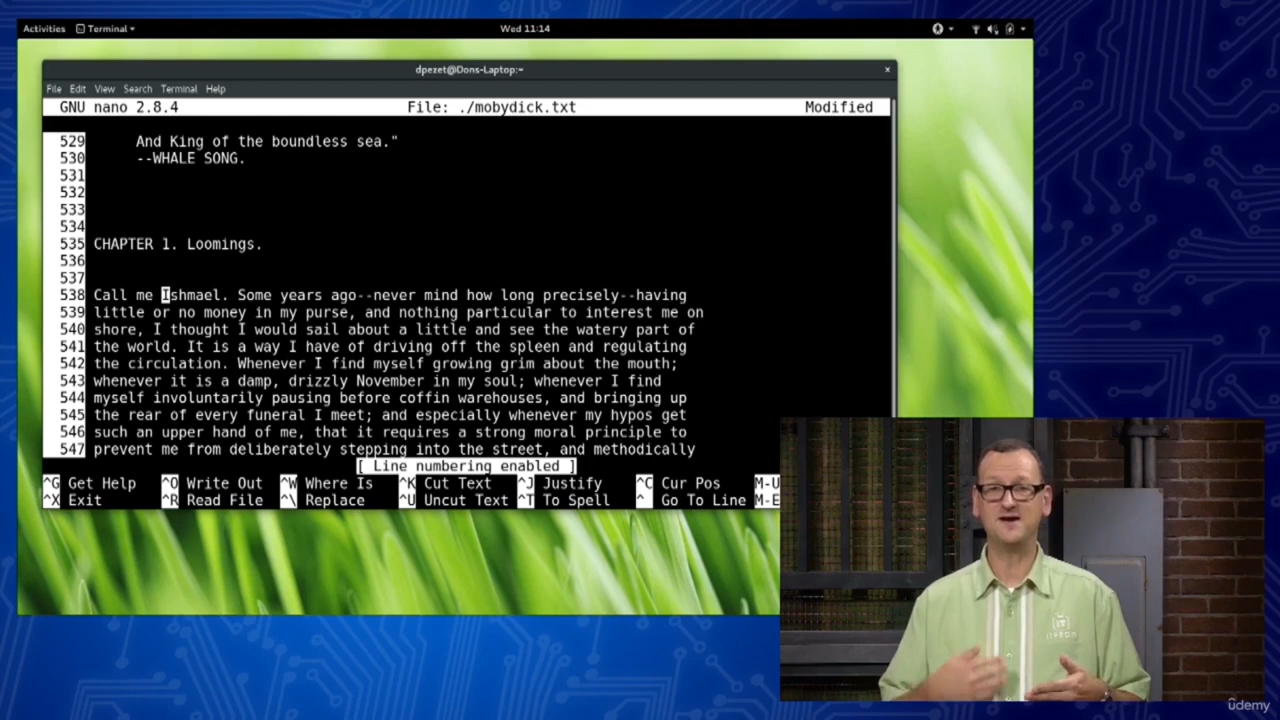 Activities Terminal Wed 11:14
dpezet@Dons-Laptop:~ ×
File Edit View Search Terminal Help
GNU nano 2.8.4 File: ./mobydick.txt Modified
529 And King of the boundless sea."
530 --WHALE SONG.
531
532
533
534
535 CHAPTER 1. Loomings.
536
537
538 Call me Ishmael. Some years ago--never mind how long precisely--having
539 little or no money in my purse, and nothing particular to interest me on
540 shore, I thought I would sail about a little and see the watery part of
541 the world. It is a way I have of driving off the spleen and regulating
542 the circulation. Whenever I find myself growing grim about the mouth;
543 whenever it is a damp, drizzly November in my soul; whenever I find
544 myself involuntarily pausing before coffin warehouses, and bringing up
545 the rear of every funeral I meet; and especially whenever my hypos get
546 such an upper hand of me, that it requires a strong moral principle to
547 prevent me from deliberately stepping into the street, and methodically
[ Line numbering enabled ]
^G Get Help ^O Write Out ^W Where Is ^K Cut Text ^J Justify ^C Cur Pos M-U
^X Exit ^R Read File ^\ Replace ^U Uncut Text ^T To Spell ^_ Go To Line M-E
udemy